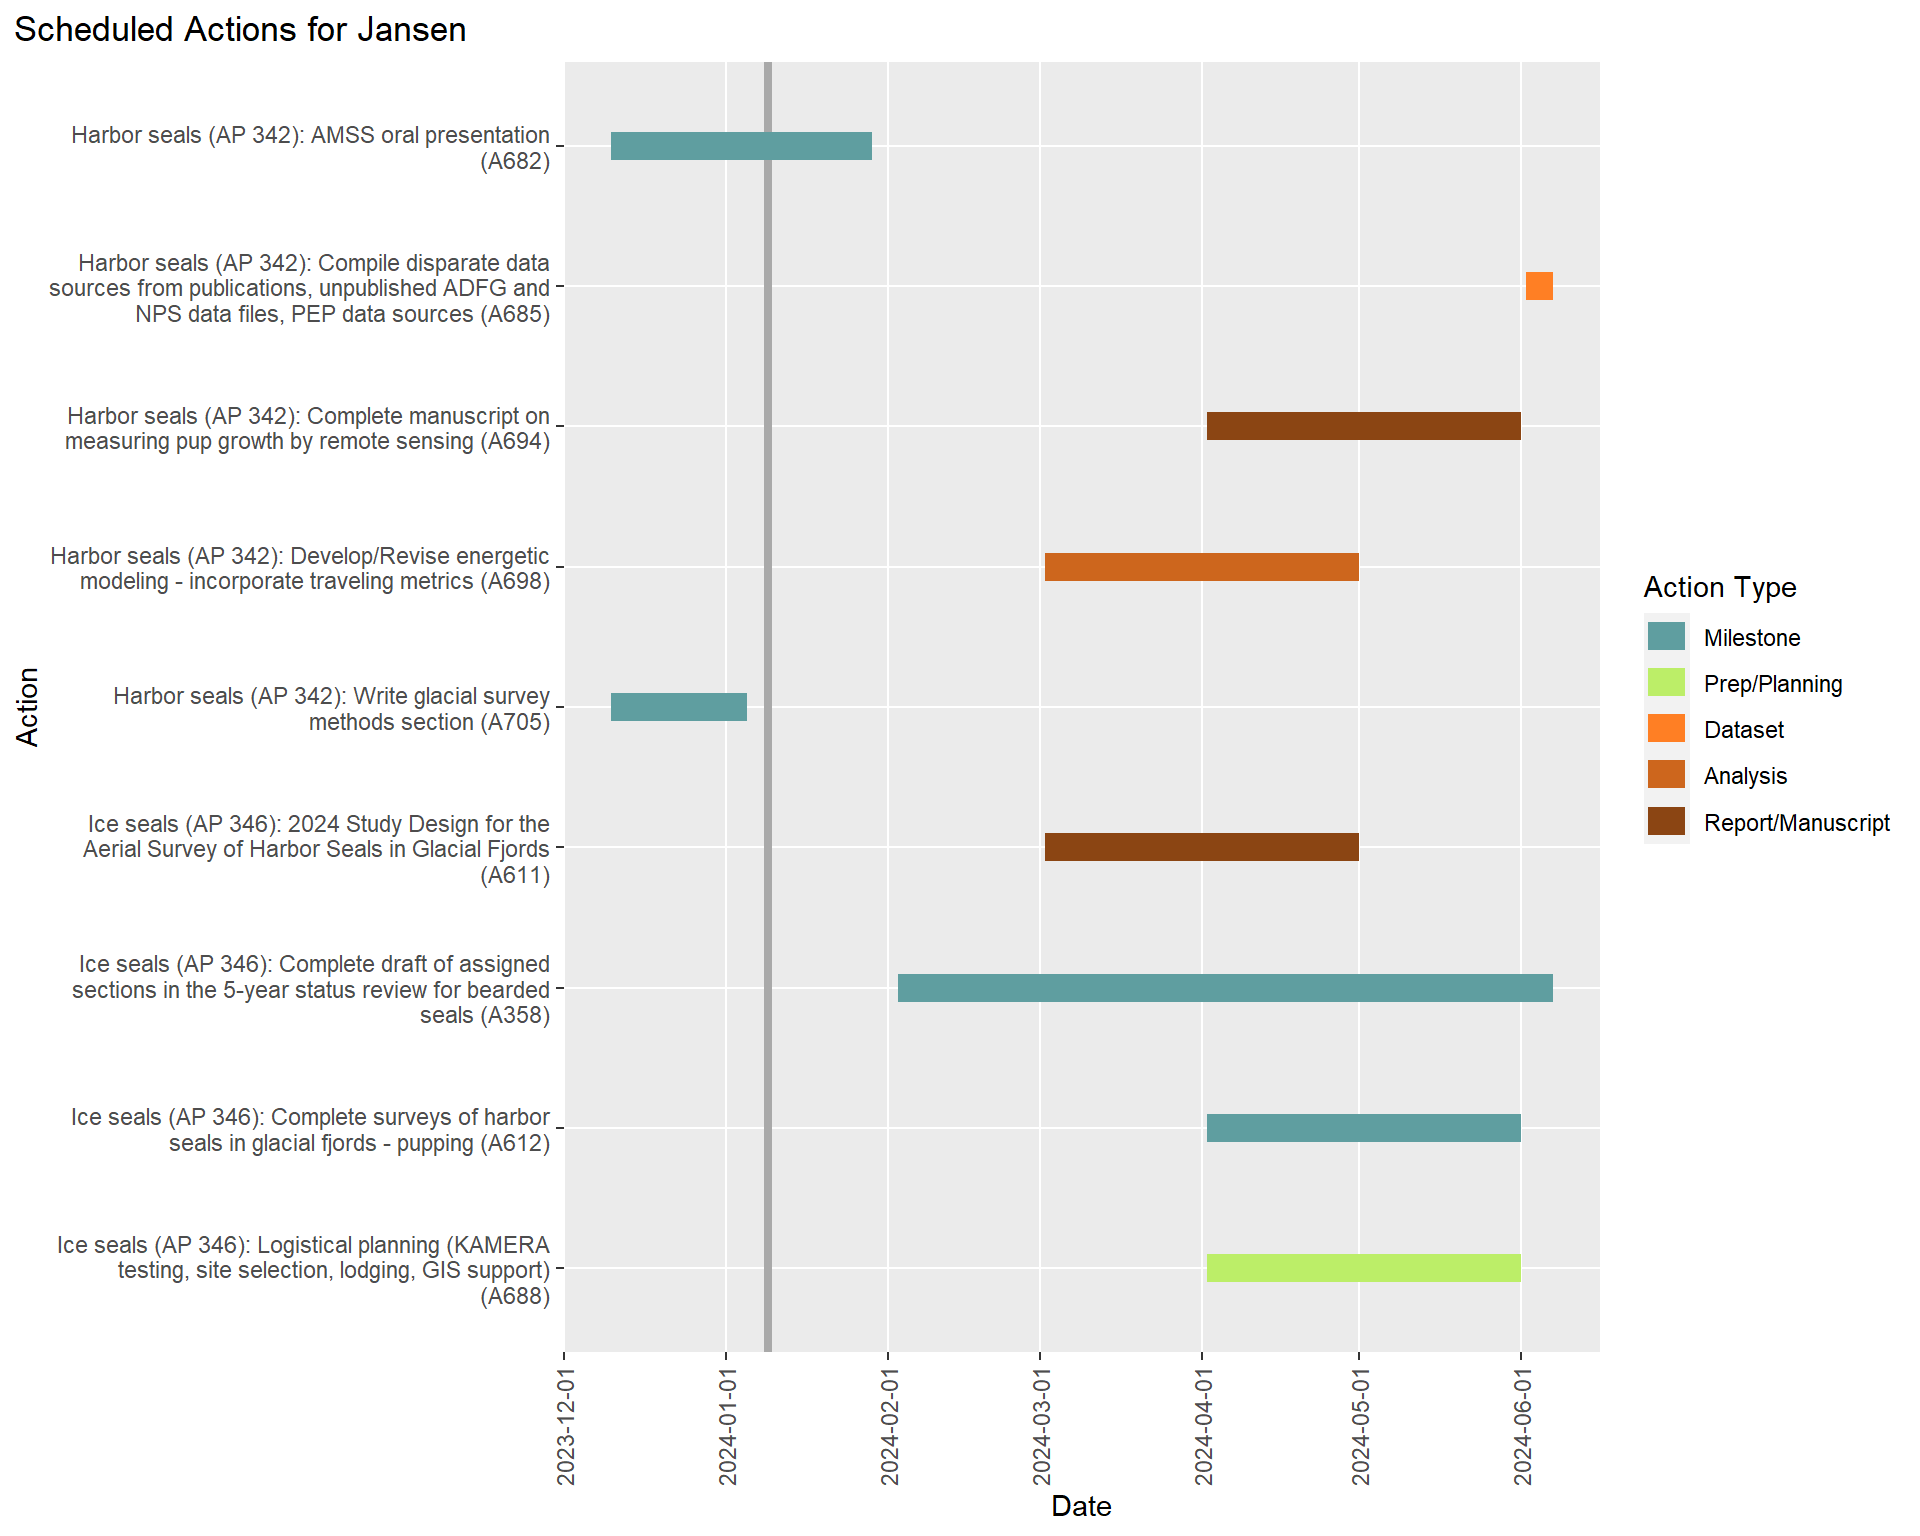 Scheduled Actions for Jansen
Harbor seals (AP 342): AMSS oral presentation
(A682)
Harbor seals (AP 342): Compile disparate data
sources from publications, unpublished ADFG and
NPS data files, PEP data sources (A685)
Harbor seals (AP 342): Complete manuscript on
measuring pup growth by remote sensing (A694)
Harbor seals (AP 342): Develop/Revise energetic
modeling - incorporate traveling metrics (A698)
Harbor seals (AP 342): Write glacial survey
methods section (A705)
Ice seals (AP 346): 2024 Study Design for the
Aerial Survey of Harbor Seals in Glacial Fjords
(A611)
Ice seals (AP 346): Complete draft of assigned
sections in the 5-year status review for bearded
seals (A358)
Ice seals (AP 346): Complete surveys of harbor
seals in glacial fjords - pupping (A612)
Ice seals (AP 346): Logistical planning (KAMERA
testing, site selection, lodging, GIS support)
(A688)
Action
2023-12-01
2024-01-01
2024-02-01
2024-03-01
2024-04-01
2024-05-01
2024-06-01
Date
Action Type
Milestone
Prep/Planning
Dataset
Analysis
Report/Manuscript